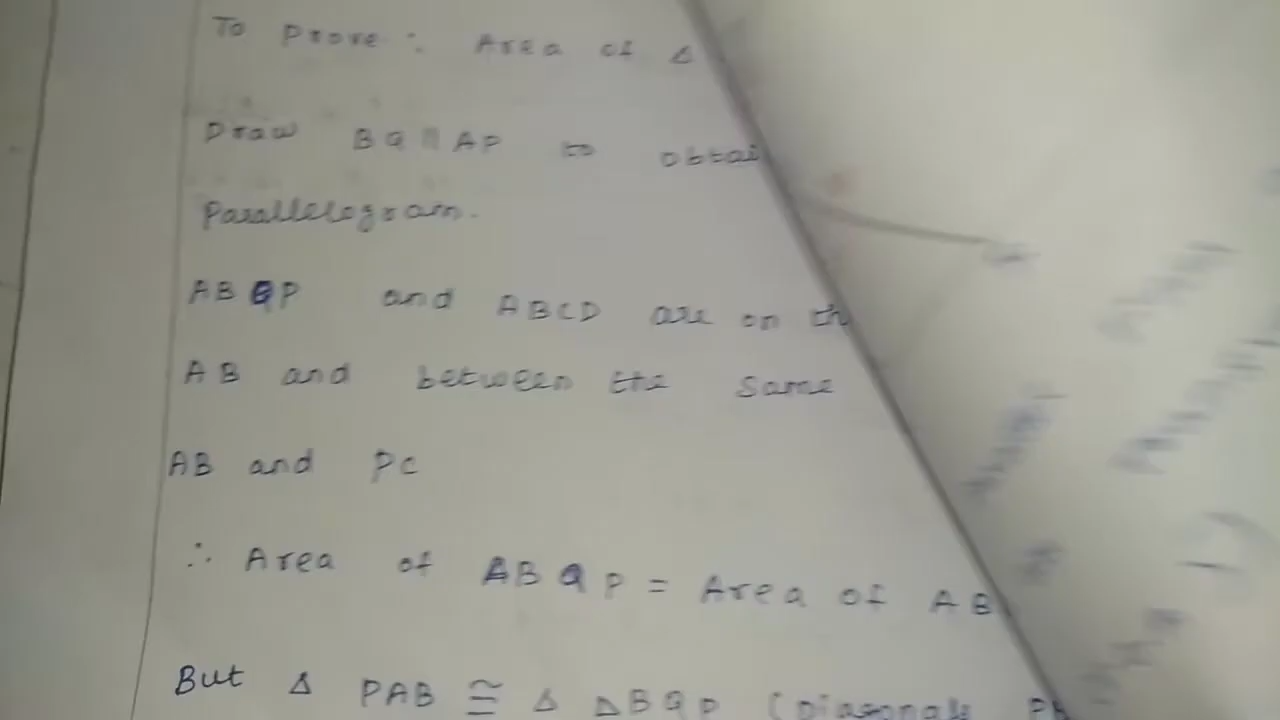 To Prove : Area of Δ
Draw BQ || AP to obtai
Parallelogram.
ABQP and ABCD are on th
AB and between the same
AB and PC
∴ Area of ABQP = Area of AB
But Δ PAB ≅ Δ ΔBQP (Diagonals PB